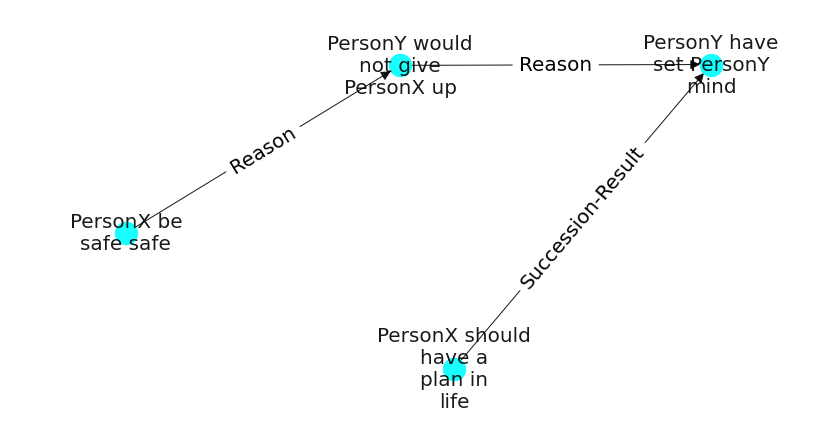 PersonY would
not give
PersonX up
Reason
PersonY have
set PersonY
mind
Reason
Succession-Result
PersonX be
safe safe
PersonX should
have a
plan in
life